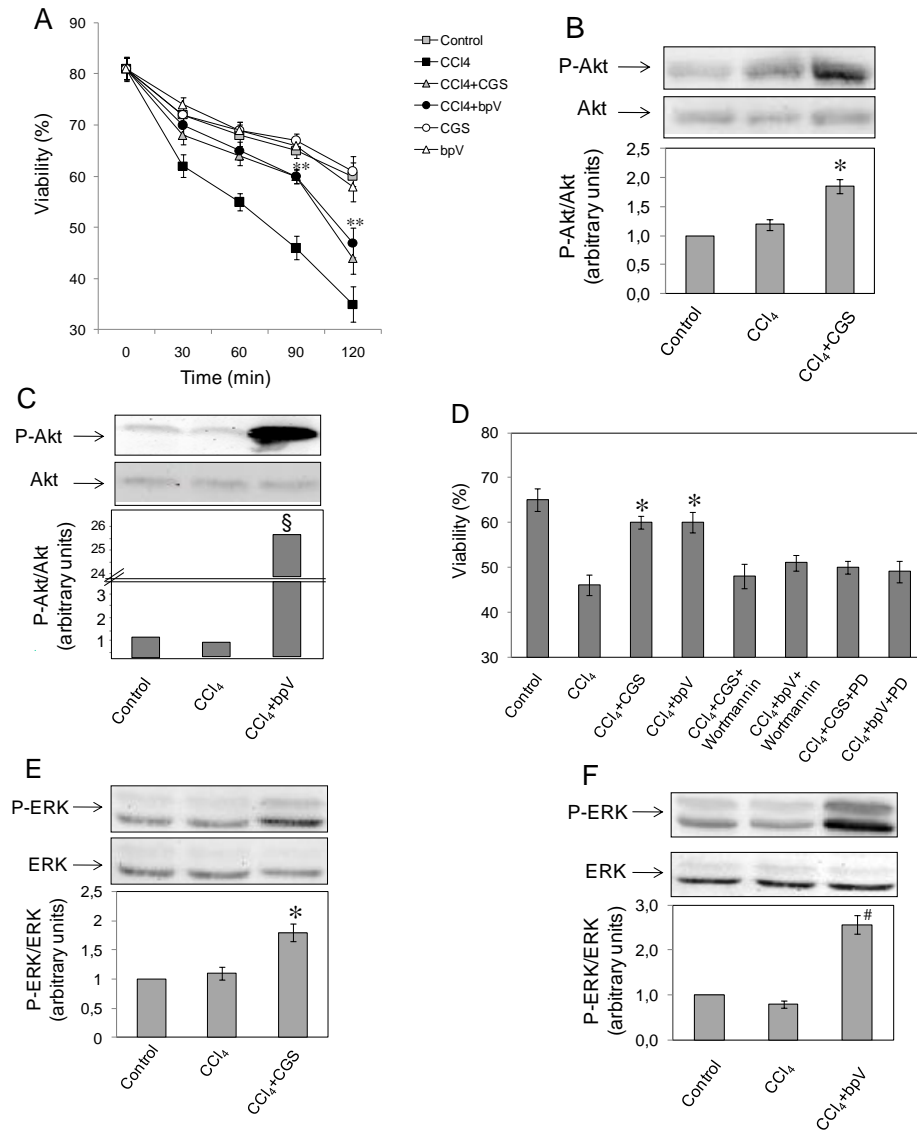 A
80
90
70
60
50
40
30
Viability (%)
0 30 60 90 120
Time (min)
**
**
Control
CCl4
CCl4+CGS
CCl4+bpV
CGS
bpV
B
P-Akt
Akt
P-Akt/Akt
(arbitrary units)
2,0
1,5
1,0
0,5
0,0
*
Control
CCl4
CCl4+CGS
C
P-Akt
Akt
P-Akt/Akt
(arbitrary units)
26
25
24
3
2
1
§
Control
CCl4
CCl4+bpV
D
Viability (%)
80
70
60
50
40
30
* *
Control
CCl4
CCl4+CGS
CCl4+bpV
CCl4+CGS+
Wortmannin
CCl4+bpV+
Wortmannin
CCl4+CGS+PD
CCl4+bpV+PD
E
P-ERK
ERK
P-ERK/ERK
(arbitrary units)
2,5
2
1,5
1
0,5
0
*
Control
CCl4
CCl4+CGS
F
P-ERK
ERK
P-ERK/ERK
(arbitrary units)
3,0
2,0
1,0
0,0
#
Control
CCl4
CCl4+bpV